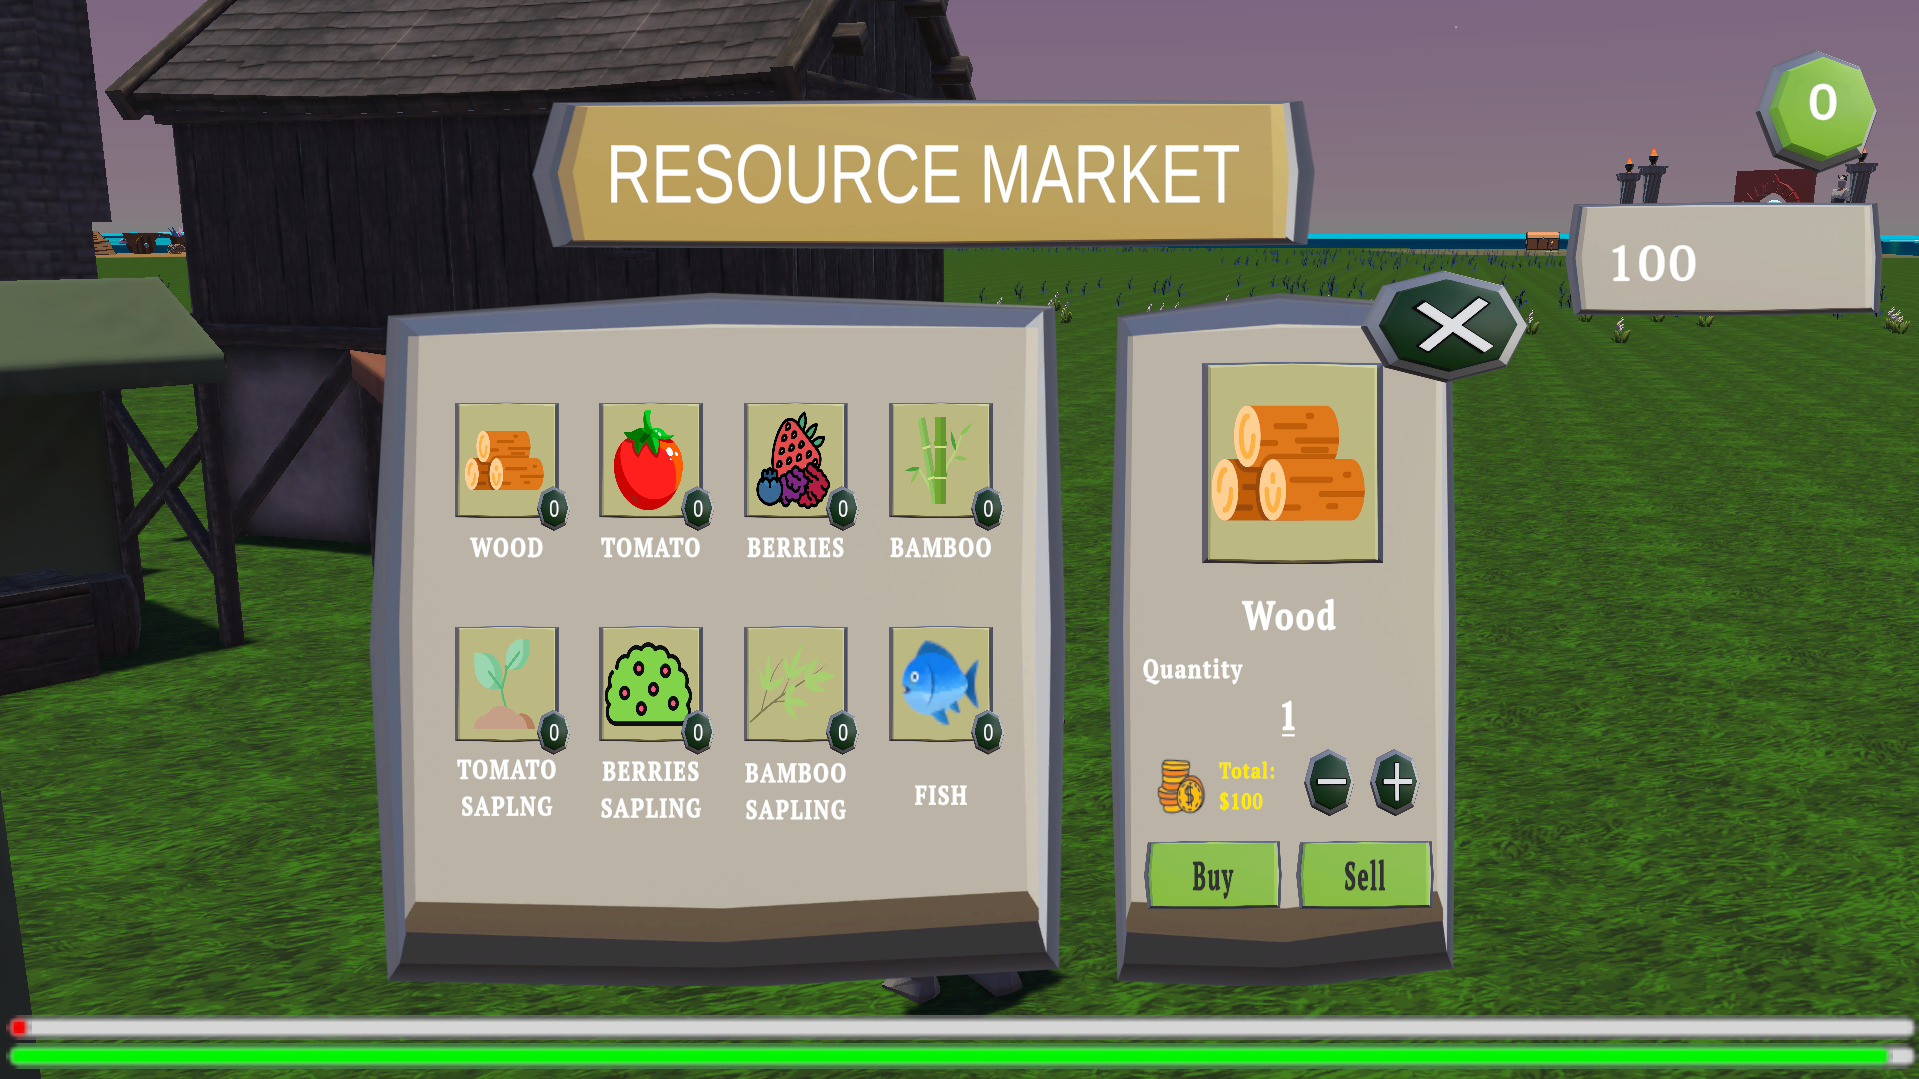 0
RESOURCE MARKET
100
0
0
0
0
WOOD
TOMATO
BERRIES
BAMBOO
0
0
0
0
TOMATO
SAPLNG
BERRIES
SAPLING
BAMBOO
SAPLING
FISH
Wood
Quantity
1
Total:
$100
Buy
Sell